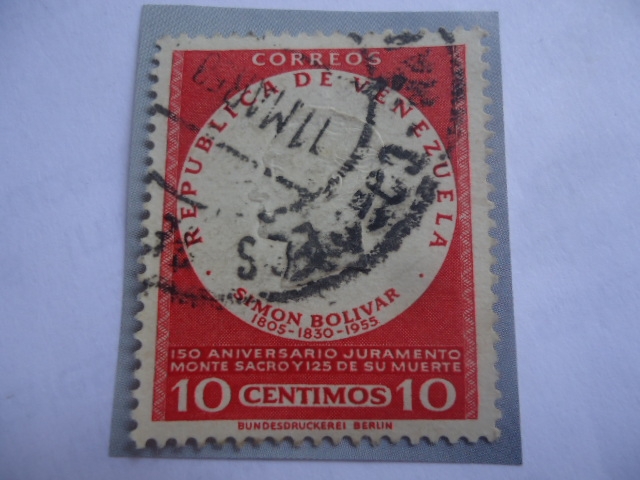 CORREOS
· REPUBLICA DE VENEZUELA ·
SIMON BOLIVAR
1805-1830-1955
150 ANIVERSARIO JURAMENTO
MONTE SACRO Y 125 DE SU MUERTE
10 CENTIMOS 10
BUNDESDRUCKEREI BERLIN